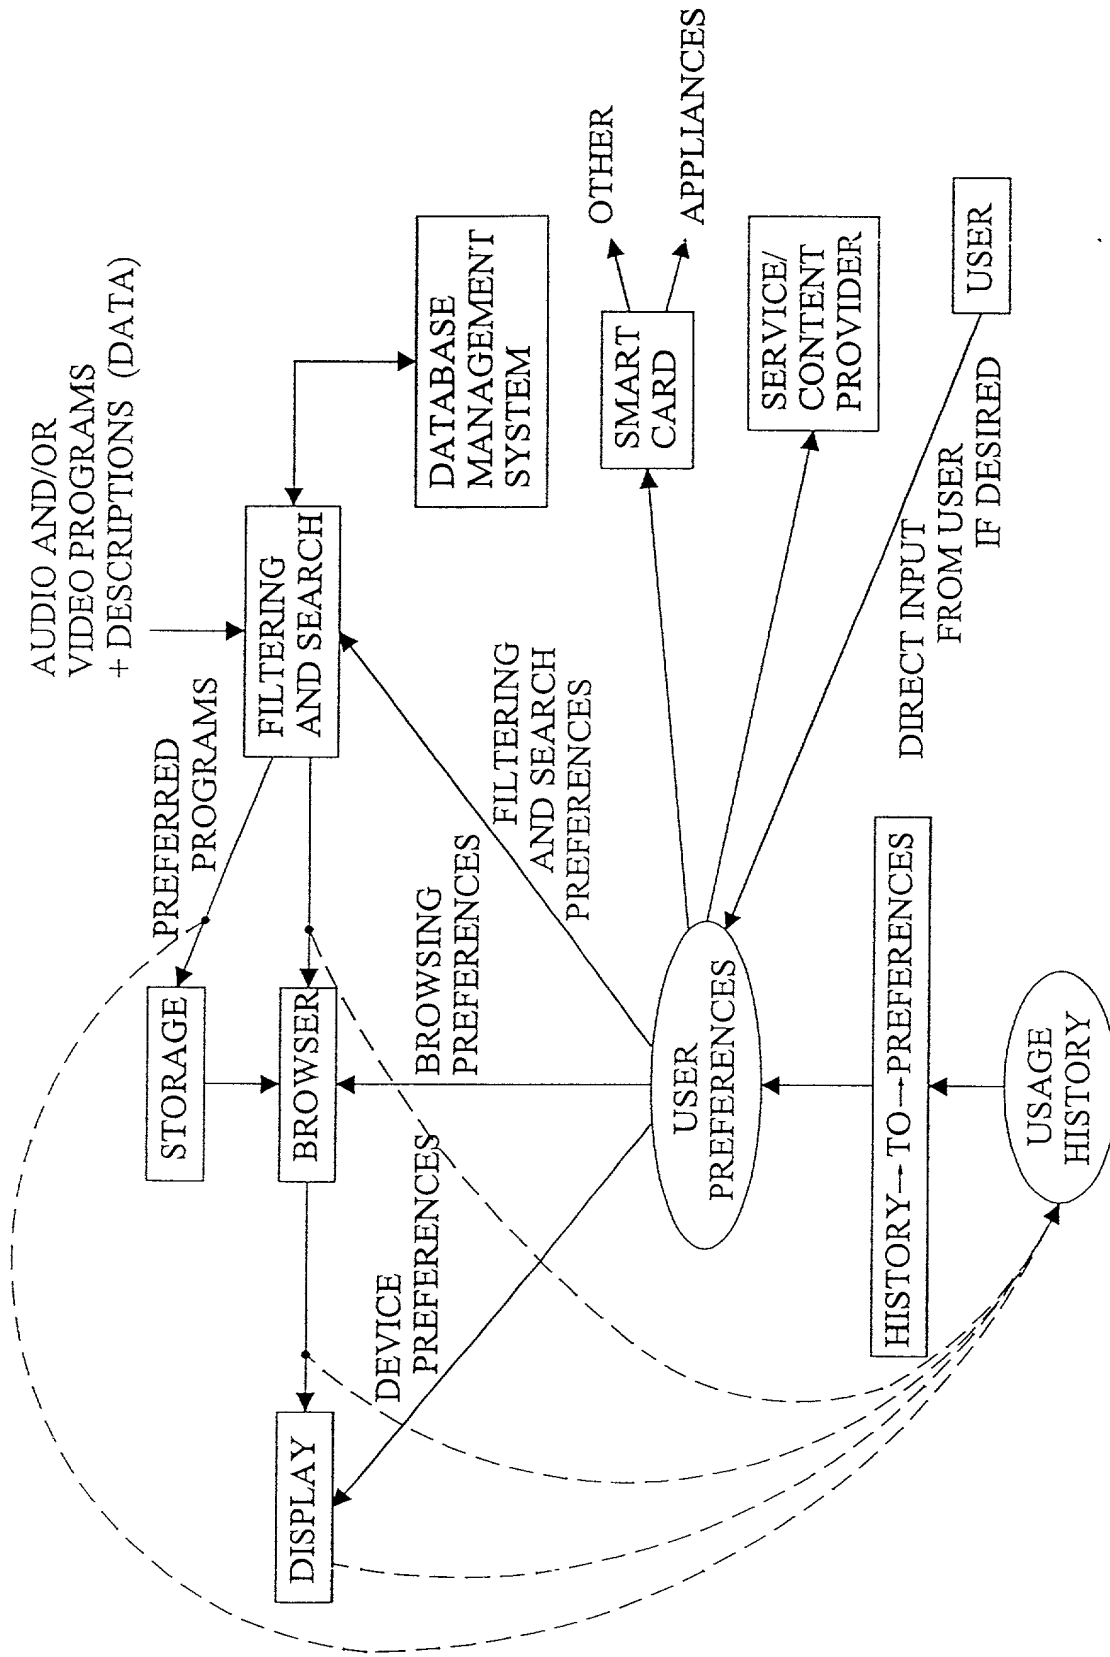 AUDIO AND/OR
VIDEO PROGRAMS
+ DESCRIPTIONS (DATA)
PREFERRED
PROGRAMS
STORAGE
FILTERING
AND SEARCH
DISPLAY
BROWSER
DATABASE
MANAGEMENT
SYSTEM
DEVICE
PREFERENCES
BROWSING
PREFERENCES
FILTERING
AND SEARCH
PREFERENCES
OTHER
SMART
CARD
APPLIANCES
USER
PREFERENCES
SERVICE/
CONTENT
PROVIDER
HISTORY→TO→PREFERENCES
DIRECT INPUT
FROM USER
IF DESIRED
USER
USAGE
HISTORY